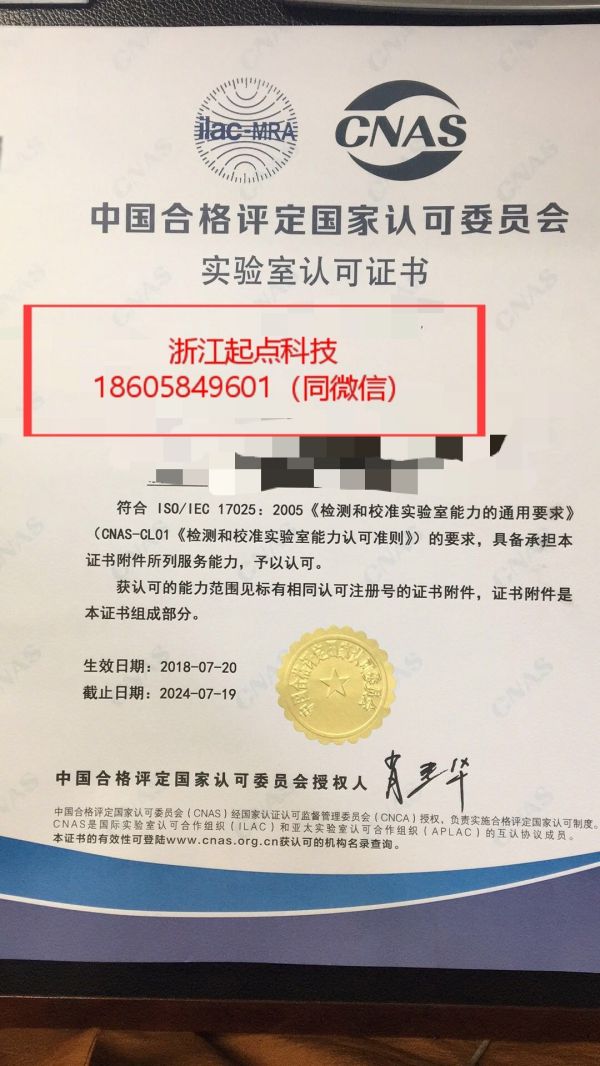 ilac-MRA
CNAS
中国合格评定国家认可委员会
实验室认可证书
浙江起点科技
18605849601（同微信）
符合 ISO/IEC 17025：2005《检测和校准实验室能力的通用要求》
（CNAS-CL01《检测和校准实验室能力认可准则》）的要求，具备承担本
证书附件所列服务能力，予以认可。
获认可的能力范围见标有相同认可注册号的证书附件，证书附件是
本证书组成部分。
生效日期：2018-07-20
截止日期：2024-07-19
中国合格评定国家认可委员会
中国合格评定国家认可委员会授权人
中国合格评定国家认可委员会（CNAS）经国家认证认可监督管理委员会（CNCA）授权，负责实施合格评定国家认可制度。
CNAS是国际实验室认可合作组织（ILAC）和亚太实验室认可合作组织（APLAC）的互认协议成员。
本证书的有效性可登陆www.cnas.org.cn获认可的机构名录查询。